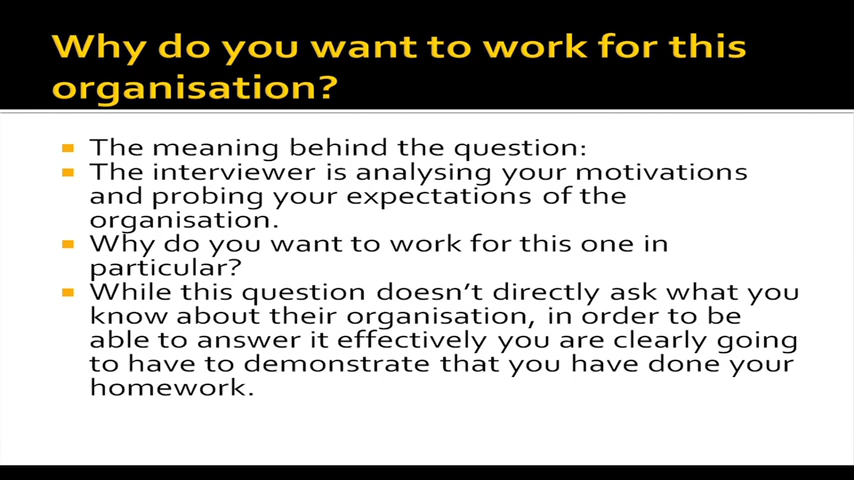 Why do you want to work for this
organisation?
The meaning behind the question:
The interviewer is analysing your motivations
and probing your expectations of the
organisation.
Why do you want to work for this one in
particular?
While this question doesn't directly ask what you
know about their organisation, in order to be
able to answer it effectively you are clearly going
to have to demonstrate that you have done your
homework.